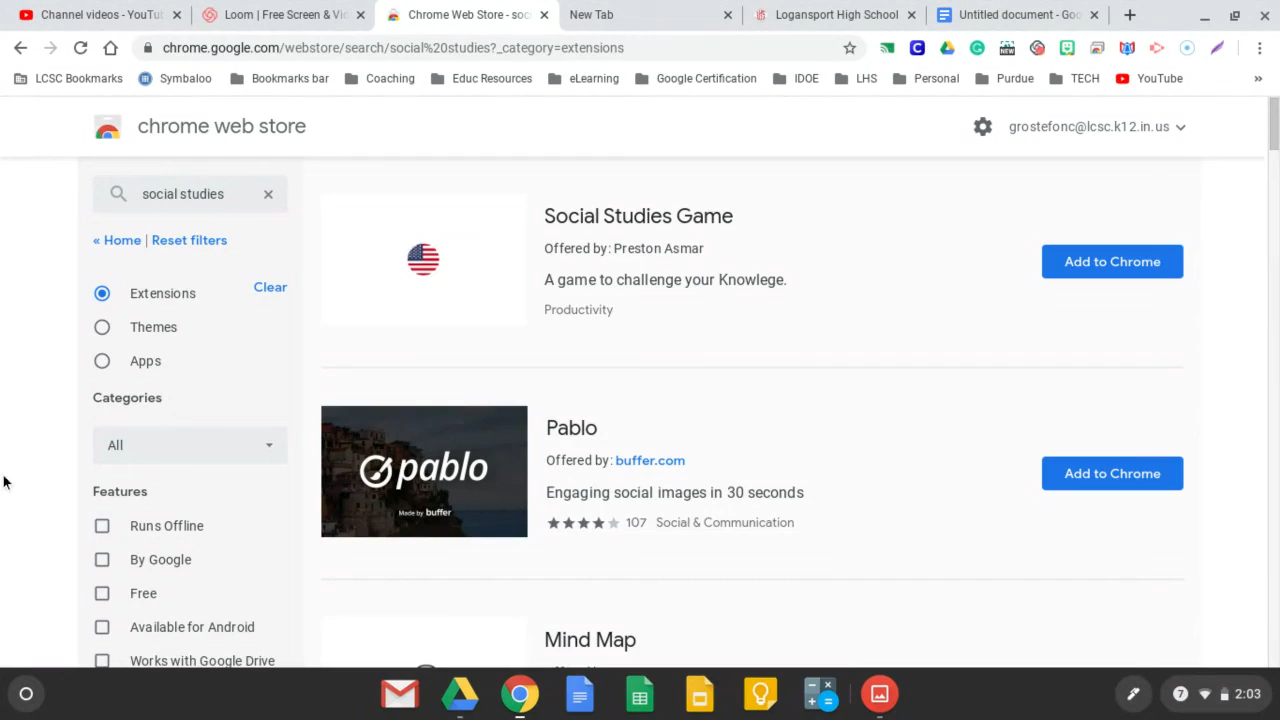 Channel videos - YouTu
Loom | Free Screen & Vi
Chrome Web Store - soc
New Tab
Logansport High School
Untitled document - Goo
chrome.google.com/webstore/search/social%20studies?_category=extensions
NEW
LCSC Bookmarks
Symbaloo
Bookmarks bar
Coaching
Educ Resources
eLearning
Google Certification
IDOE
LHS
Personal
Purdue
TECH
YouTube
»
chrome web store
grostefonc@lcsc.k12.in.us
social studies
« Home | Reset filters
Extensions
Clear
Themes
Apps
Categories
All
Features
Runs Offline
By Google
Free
Available for Android
Works with Google Drive
Social Studies Game
Offered by: Preston Asmar
A game to challenge your Knowlege.
Productivity
Add to Chrome
pablo
Made by buffer
Pablo
Offered by: buffer.com
Engaging social images in 30 seconds
107 Social & Communication
Add to Chrome
Mind Map
7
2:03